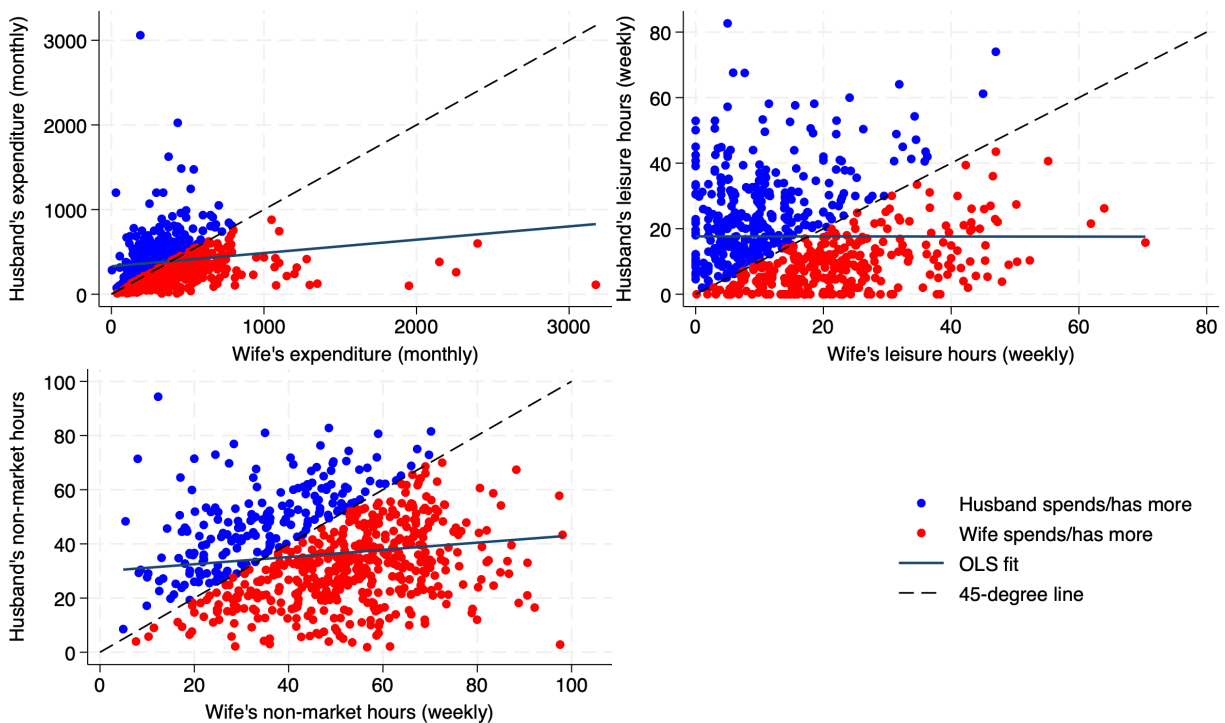 Husband's expenditure (monthly)
3000
2000
1000
0
0 1000 2000 3000
Wife's expenditure (monthly)
Husband's leisure hours (weekly)
80
60
40
20
0
0 20 40 60 80
Wife's leisure hours (weekly)
Husband's non-market hours
100
80
60
40
20
0
0 20 40 60 80 100
Wife's non-market hours (weekly)
Husband spends/has more
Wife spends/has more
OLS fit
45-degree line